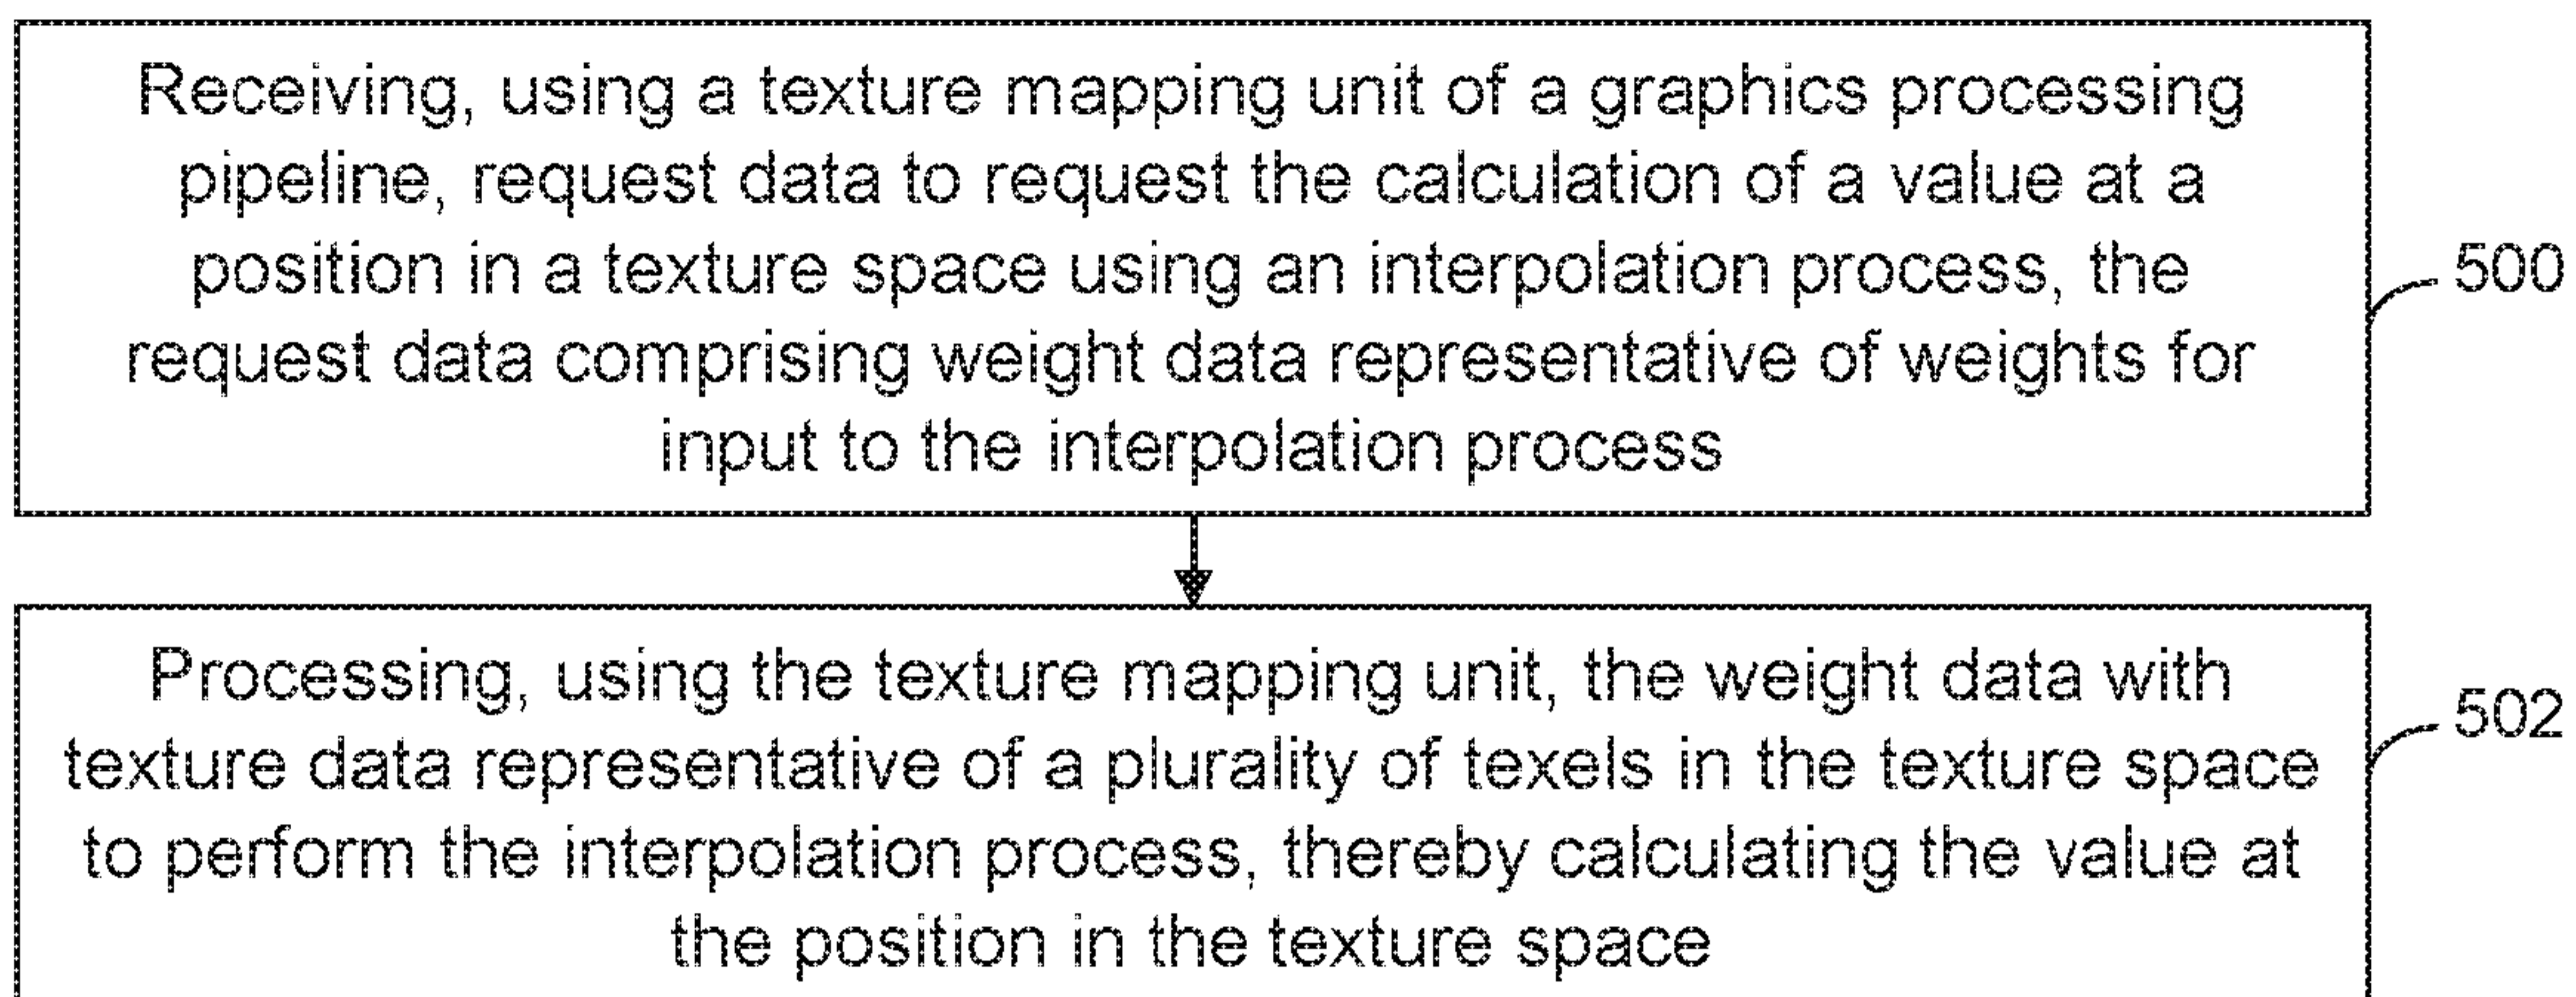 Receiving, using a texture mapping unit of a graphics processing
pipeline, request data to request the calculation of a value at a
position in a texture space using an interpolation process, the
request data comprising weight data representative of weights for
input to the interpolation process
500
Processing, using the texture mapping unit, the weight data with
texture data representative of a plurality of texels in the texture space
to perform the interpolation process, thereby calculating the value at
the position in the texture space
502